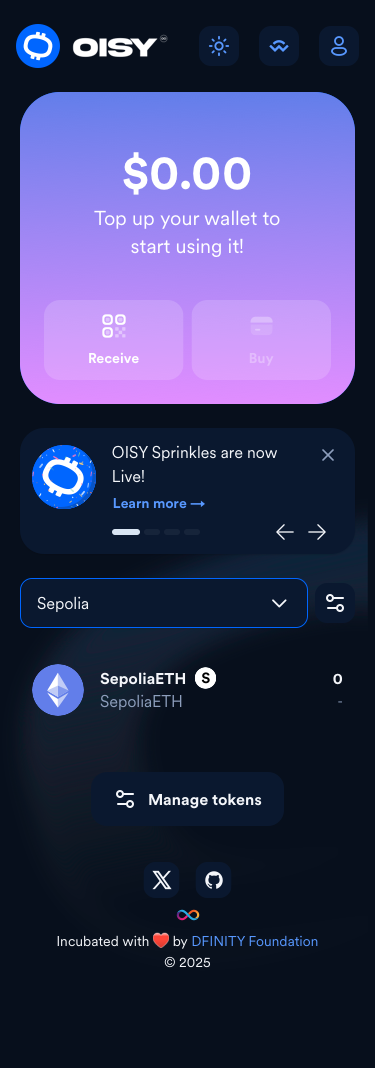 OISY
$0.00
Top up your wallet to
start using it!
Receive
Buy
OISY Sprinkles are now
Live!
Learn more →
Sepolia
SepoliaETH S
0
SepoliaETH
-
Manage tokens
Incubated with ❤️ by DFINITY Foundation
© 2025